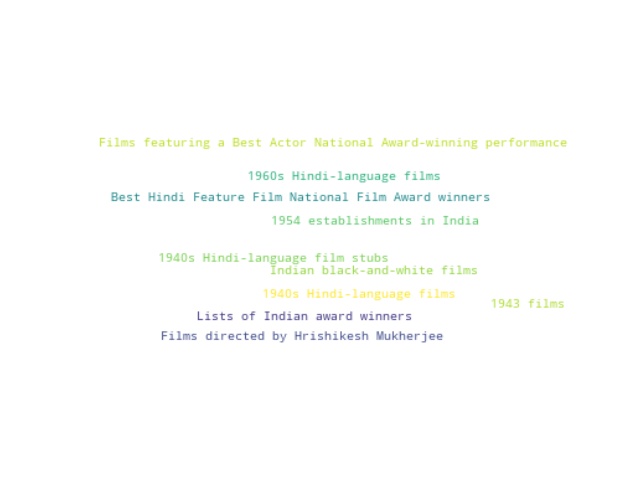 Films featuring a Best Actor National Award-winning performance
1960s Hindi-language films
Best Hindi Feature Film National Film Award winners
1954 establishments in India
1940s Hindi-language film stubs
Indian black-and-white films
1940s Hindi-language films
1943 films
Lists of Indian award winners
Films directed by Hrishikesh Mukherjee